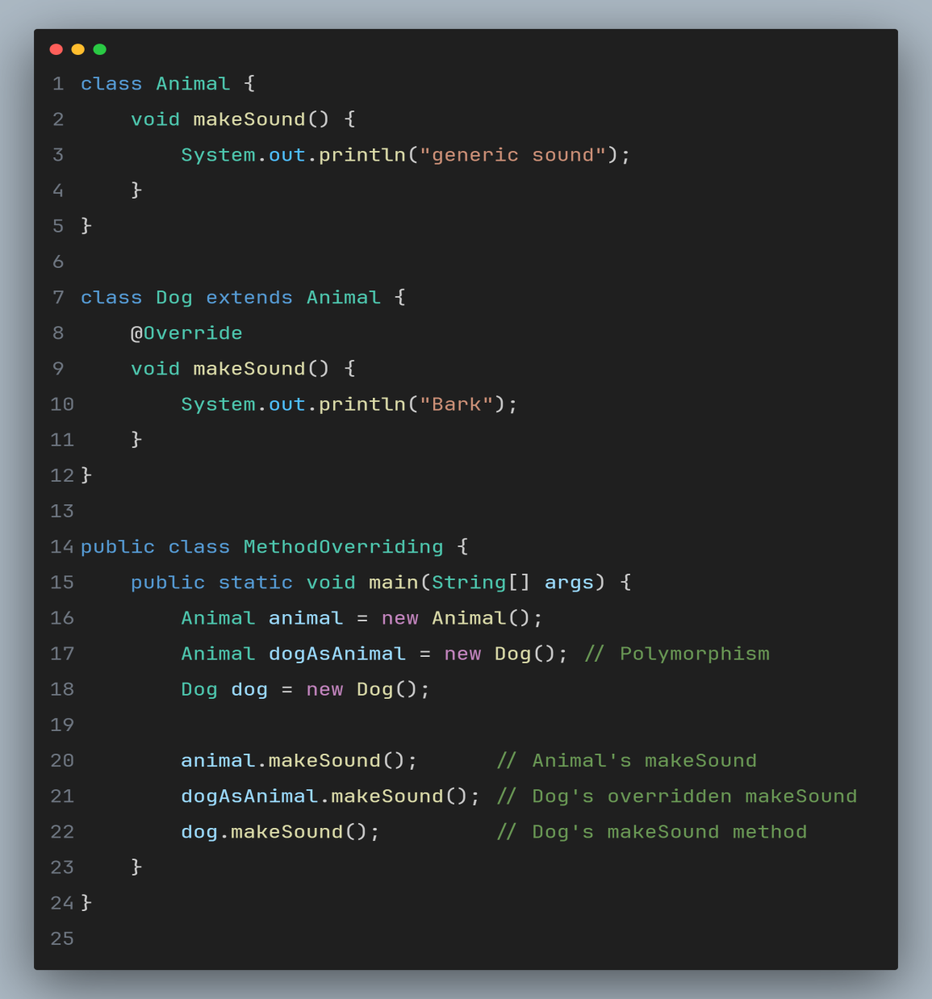 1 class Animal {
2     void makeSound() {
3         System.out.println("generic sound");
4     }
5 }
6
7 class Dog extends Animal {
8     @Override
9     void makeSound() {
10         System.out.println("Bark");
11     }
12 }
13
14 public class MethodOverriding {
15     public static void main(String[] args) {
16         Animal animal = new Animal();
17         Animal dogAsAnimal = new Dog(); // Polymorphism
18         Dog dog = new Dog();
19
20         animal.makeSound();      // Animal's makeSound
21         dogAsAnimal.makeSound(); // Dog's overridden makeSound
22         dog.makeSound();         // Dog's makeSound method
23     }
24 }
25